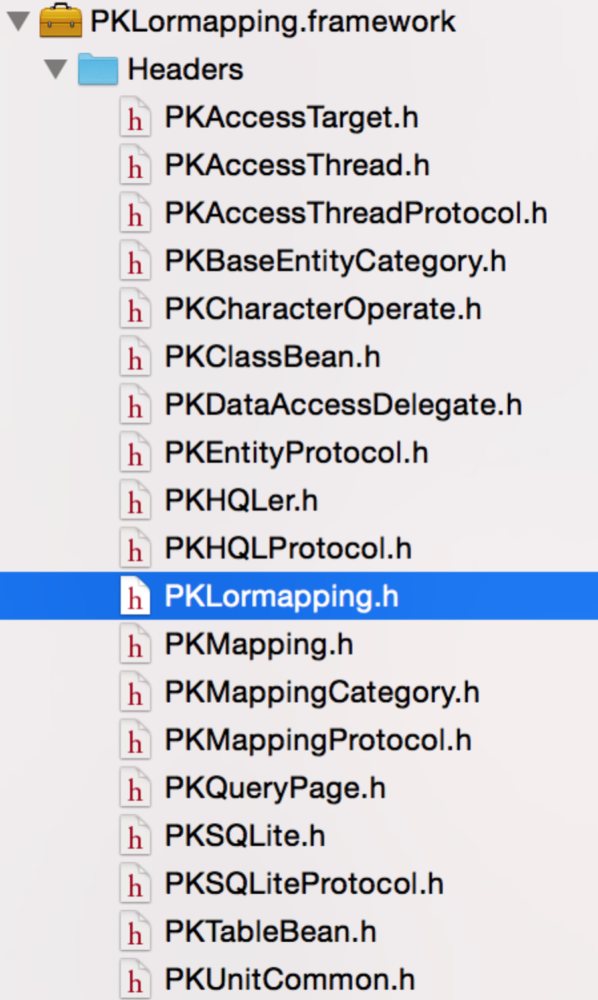 PKLormapping.framework
Headers
h PKAccessTarget.h
h PKAccessThread.h
h PKAccessThreadProtocol.h
h PKBaseEntityCategory.h
h PKCharacterOperate.h
h PKClassBean.h
h PKDataAccessDelegate.h
h PKEntityProtocol.h
h PKHQLer.h
h PKHQLProtocol.h
h PKLormapping.h
h PKMapping.h
h PKMappingCategory.h
h PKMappingProtocol.h
h PKQueryPage.h
h PKSQLite.h
h PKSQLiteProtocol.h
h PKTableBean.h
h PKUnitCommon.h